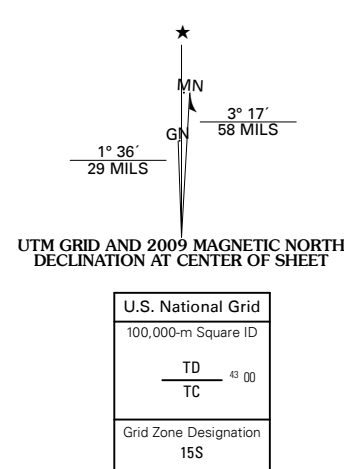 ★
MN
GN
3° 17´
58 MILS
1° 36´
29 MILS
UTM GRID AND 2009 MAGNETIC NORTH
DECLINATION AT CENTER OF SHEET
U.S. National Grid
100,000-m Square ID
TD
43 00
TC
Grid Zone Designation
15S